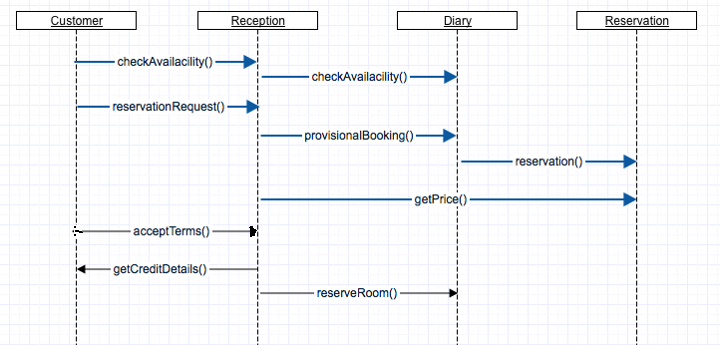 Customer
Reception
Diary
Reservation
checkAvailacility()
checkAvailacility()
reservationRequest()
provisionalBooking()
reservation()
getPrice()
acceptTerms()
getCreditDetails()
reserveRoom()